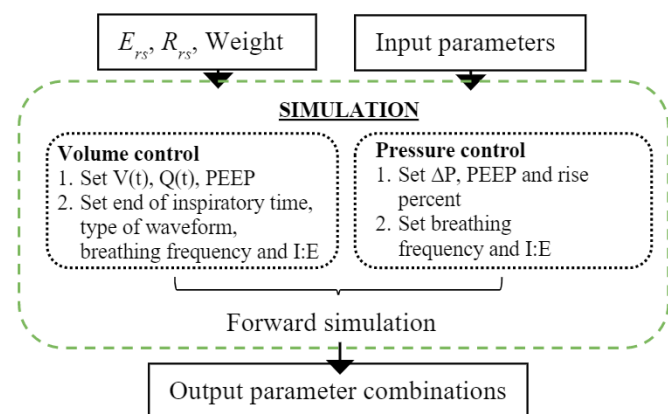 E_rs, R_rs, Weight
Input parameters
SIMULATION
Volume control
1. Set V(t), Q(t), PEEP
2. Set end of inspiratory time,
type of waveform,
breathing frequency and I:E
Pressure control
1. Set ΔP, PEEP and rise
percent
2. Set breathing
frequency and I:E
Forward simulation
Output parameter combinations